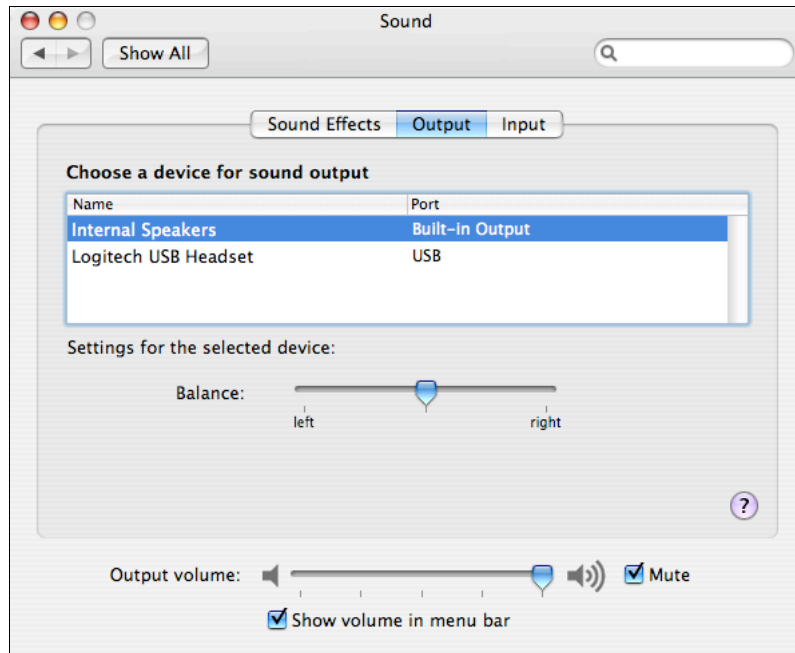 Sound
Show All
Sound Effects Output Input
Choose a device for sound output
Name Port
Internal Speakers Built-in Output
Logitech USB Headset USB
Settings for the selected device:
Balance:
left right
?
Output volume: Mute
Show volume in menu bar